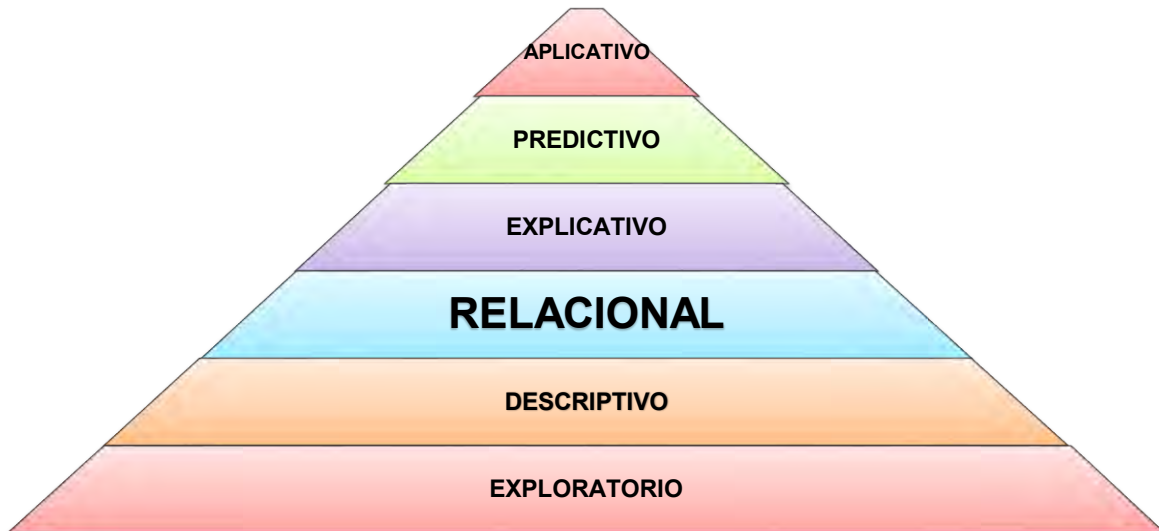 APLICATIVO
PREDICTIVO
EXPLICATIVO
RELACIONAL
DESCRIPTIVO
EXPLORATORIO